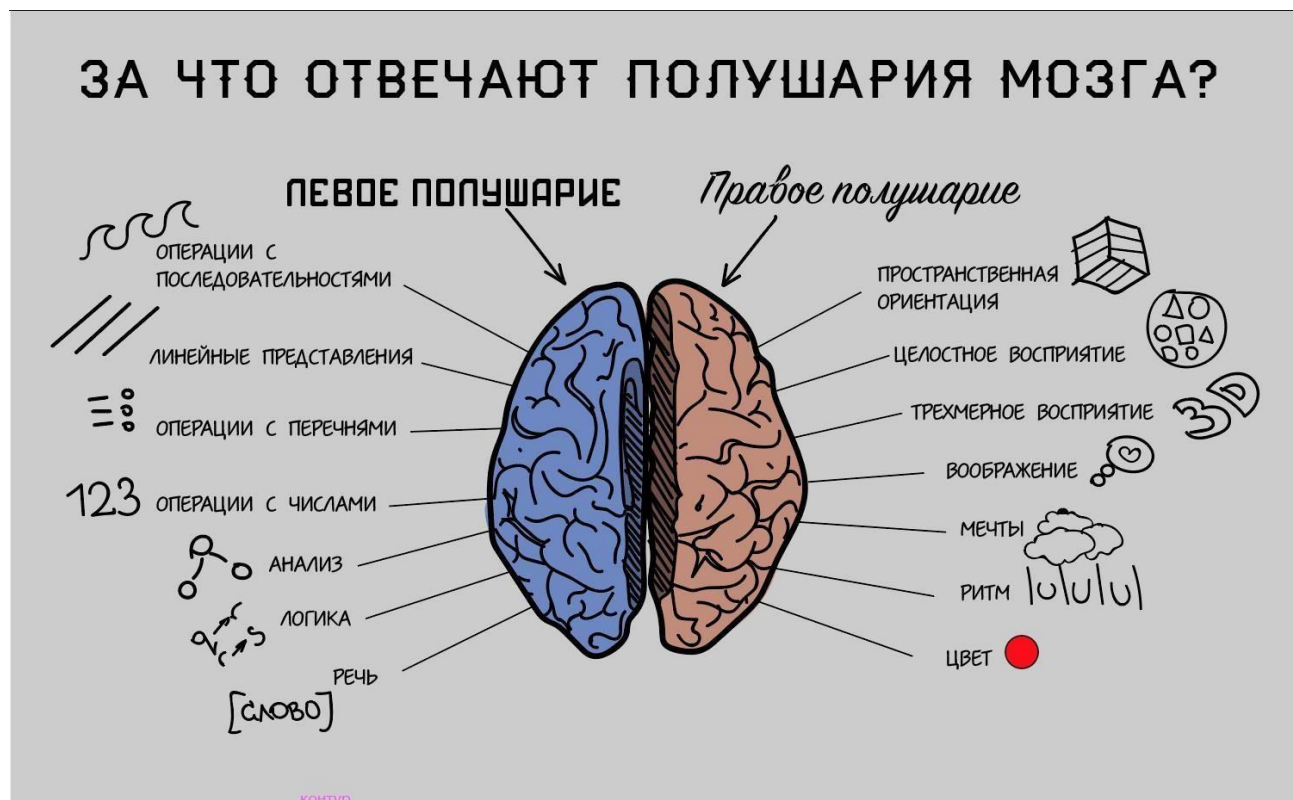 ЗА ЧТО ОТВЕЧАЮТ ПОЛУШАРИЯ МОЗГА?
ЛЕВОЕ ПОЛУШАРИЕ
ОПЕРАЦИИ С
ПОСЛЕДОВАТЕЛЬНОСТЯМИ
ЛИНЕЙНЫЕ ПРЕДСТАВЛЕНИЯ
ОПЕРАЦИИ С ПЕРЕЧНЯМИ
123 ОПЕРАЦИИ С ЧИСЛАМИ
АНАЛИЗ
ЛОГИКА
РЕЧЬ
[СЛОВО]
Правое полушарие
ПРОСТРАНСТВЕННАЯ
ОРИЕНТАЦИЯ
ЦЕЛОСТНОЕ ВОСПРИЯТИЕ
ТРЕХМЕРНОЕ ВОСПРИЯТИЕ 3D
ВООБРАЖЕНИЕ
МЕЧТЫ
РИТМ
ЦВЕТ
контур